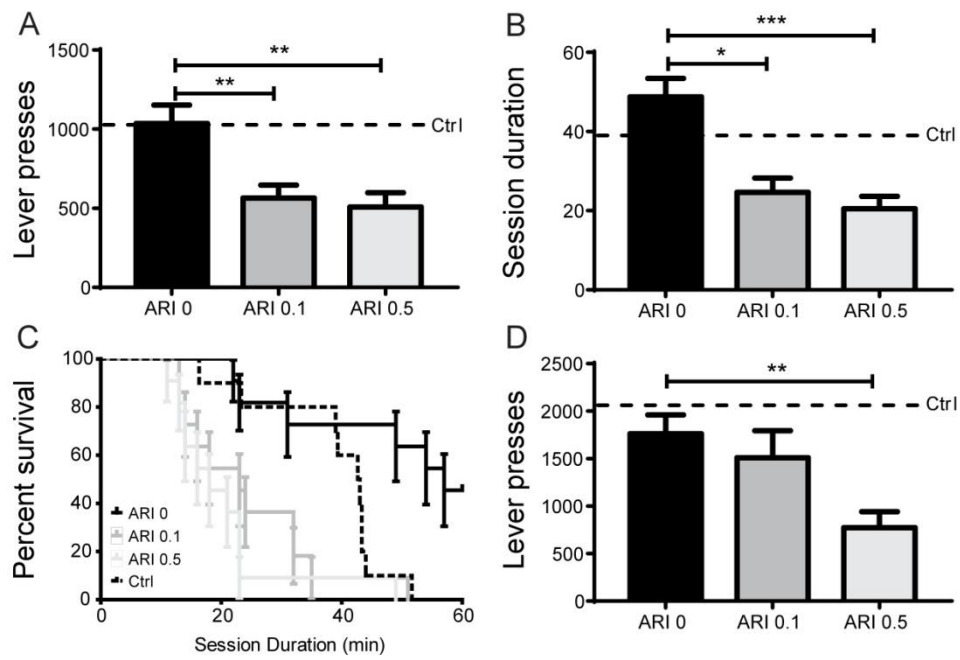 A
Lever presses
1500
1000
500
0
**
**
Ctrl
ARI 0
ARI 0.1
ARI 0.5
B
Session duration
60
40
20
0
***
*
Ctrl
ARI 0
ARI 0.1
ARI 0.5
C
Percent survival
100
80
60
40
20
0
ARI 0
ARI 0.1
ARI 0.5
Ctrl
0
20
40
60
Session Duration (min)
D
Lever presses
2500
2000
1500
1000
500
0
**
Ctrl
ARI 0
ARI 0.1
ARI 0.5